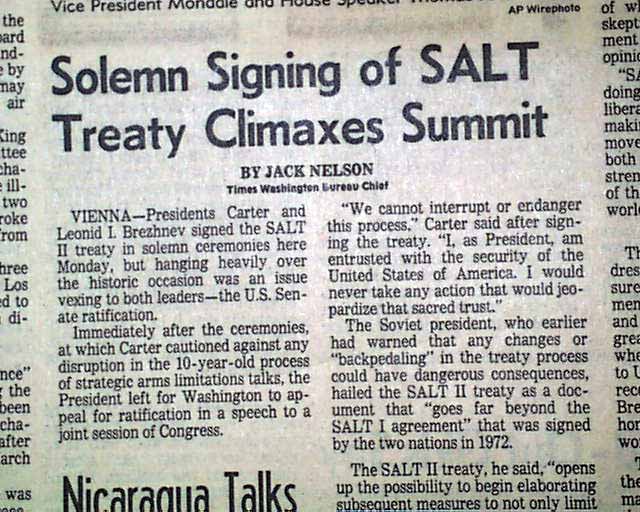 Vice President Mondale and House Speaker
AP Wirephoto
Solemn Signing of SALT
Treaty Climaxes Summit
BY JACK NELSON
Times Washington Bureau Chief
VIENNA—Presidents Carter and
Leonid I. Brezhnev signed the SALT
II treaty in solemn ceremonies here
Monday, but hanging heavily over
the historic occasion was an issue
vexing to both leaders—the U.S. Sen-
ate ratification.
Immediately after the ceremonies,
at which Carter cautioned against any
disruption in the 10-year-old process
of strategic arms limitations talks, the
President left for Washington to ap-
peal for ratification in a speech to a
joint session of Congress.
"We cannot interrupt or endanger
this process," Carter said after sign-
ing the treaty. "I, as President, am
entrusted with the security of the
United States of America. I would
never take any action that would jeo-
pardize that sacred trust."
The Soviet president, who earlier
had warned that any changes or
"backpedaling" in the treaty process
could have dangerous consequences,
hailed the SALT II treaty as a doc-
ument that "goes far beyond the
SALT I agreement" that was signed
by the two nations in 1972.
The SALT II treaty, he said, "opens
up the possibility to begin elaborating
subsequent measures to not only limit
Nicaragua Talks